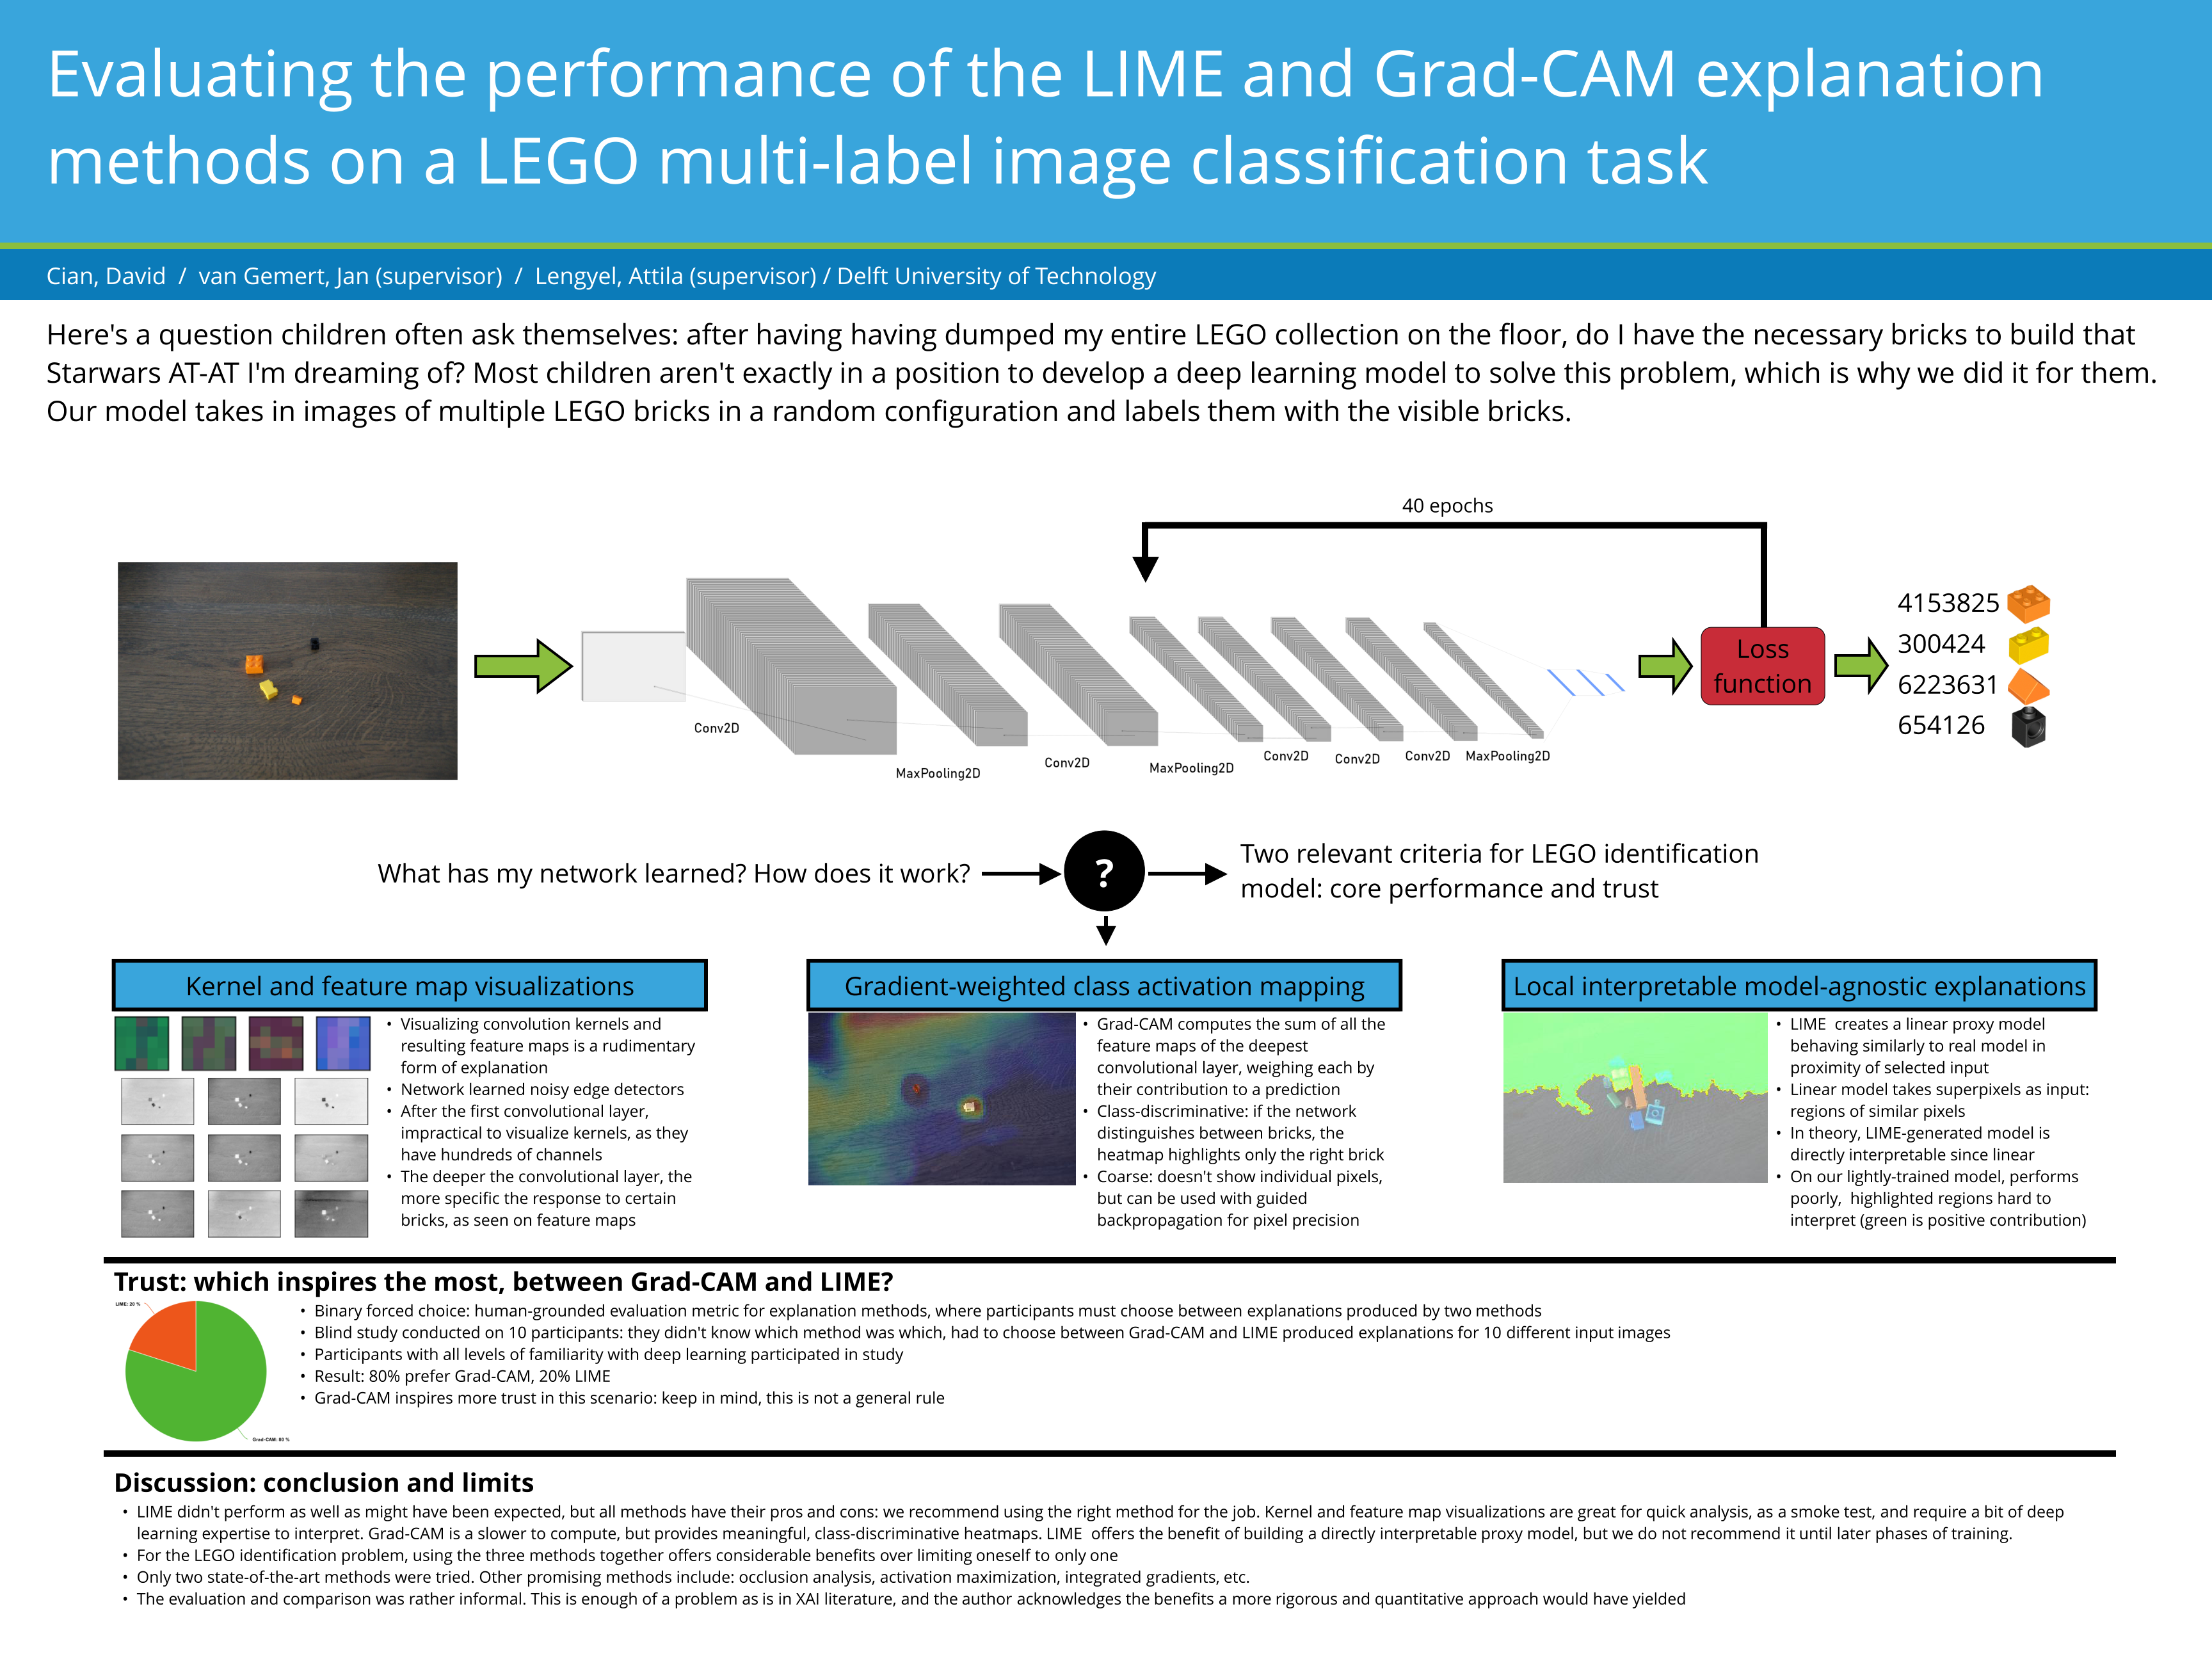 Evaluating the performance of the LIME and Grad-CAM explanation
methods on a LEGO multi-label image classification task
Cian, David / van Gemert, Jan (supervisor) / Lengyel, Attila (supervisor) / Delft University of Technology
Here's a question children often ask themselves: after having having dumped my entire LEGO collection on the floor, do I have the necessary bricks to build that
Starwars AT-AT I'm dreaming of? Most children aren't exactly in a position to develop a deep learning model to solve this problem, which is why we did it for them.
Our model takes in images of multiple LEGO bricks in a random configuration and labels them with the visible bricks.
40 epochs
Conv2D
MaxPooling2D
Conv2D
MaxPooling2D
Conv2D
Conv2D
Conv2D
MaxPooling2D
Loss
function
4153825
300424
6223631
654126
What has my network learned? How does it work?
?
Two relevant criteria for LEGO identification
model: core performance and trust
Kernel and feature map visualizations
• Visualizing convolution kernels and
resulting feature maps is a rudimentary
form of explanation
• Network learned noisy edge detectors
• After the first convolutional layer,
impractical to visualize kernels, as they
have hundreds of channels
• The deeper the convolutional layer, the
more specific the response to certain
bricks, as seen on feature maps
Gradient-weighted class activation mapping
• Grad-CAM computes the sum of all the
feature maps of the deepest
convolutional layer, weighing each by
their contribution to a prediction
• Class-discriminative: if the network
distinguishes between bricks, the
heatmap highlights only the right brick
• Coarse: doesn't show individual pixels,
but can be used with guided
backpropagation for pixel precision
Local interpretable model-agnostic explanations
• LIME creates a linear proxy model
behaving similarly to real model in
proximity of selected input
• Linear model takes superpixels as input:
regions of similar pixels
• In theory, LIME-generated model is
directly interpretable since linear
• On our lightly-trained model, performs
poorly, highlighted regions hard to
interpret (green is positive contribution)
Trust: which inspires the most, between Grad-CAM and LIME?
LIME: 20 %
Grad-CAM: 80 %
• Binary forced choice: human-grounded evaluation metric for explanation methods, where participants must choose between explanations produced by two methods
• Blind study conducted on 10 participants: they didn't know which method was which, had to choose between Grad-CAM and LIME produced explanations for 10 different input images
• Participants with all levels of familiarity with deep learning participated in study
• Result: 80% prefer Grad-CAM, 20% LIME
• Grad-CAM inspires more trust in this scenario: keep in mind, this is not a general rule
Discussion: conclusion and limits
• LIME didn't perform as well as might have been expected, but all methods have their pros and cons: we recommend using the right method for the job. Kernel and feature map visualizations are great for quick analysis, as a smoke test, and require a bit of deep
learning expertise to interpret. Grad-CAM is a slower to compute, but provides meaningful, class-discriminative heatmaps. LIME offers the benefit of building a directly interpretable proxy model, but we do not recommend it until later phases of training.
• For the LEGO identification problem, using the three methods together offers considerable benefits over limiting oneself to only one
• Only two state-of-the-art methods were tried. Other promising methods include: occlusion analysis, activation maximization, integrated gradients, etc.
• The evaluation and comparison was rather informal. This is enough of a problem as is in XAI literature, and the author acknowledges the benefits a more rigorous and quantitative approach would have yielded